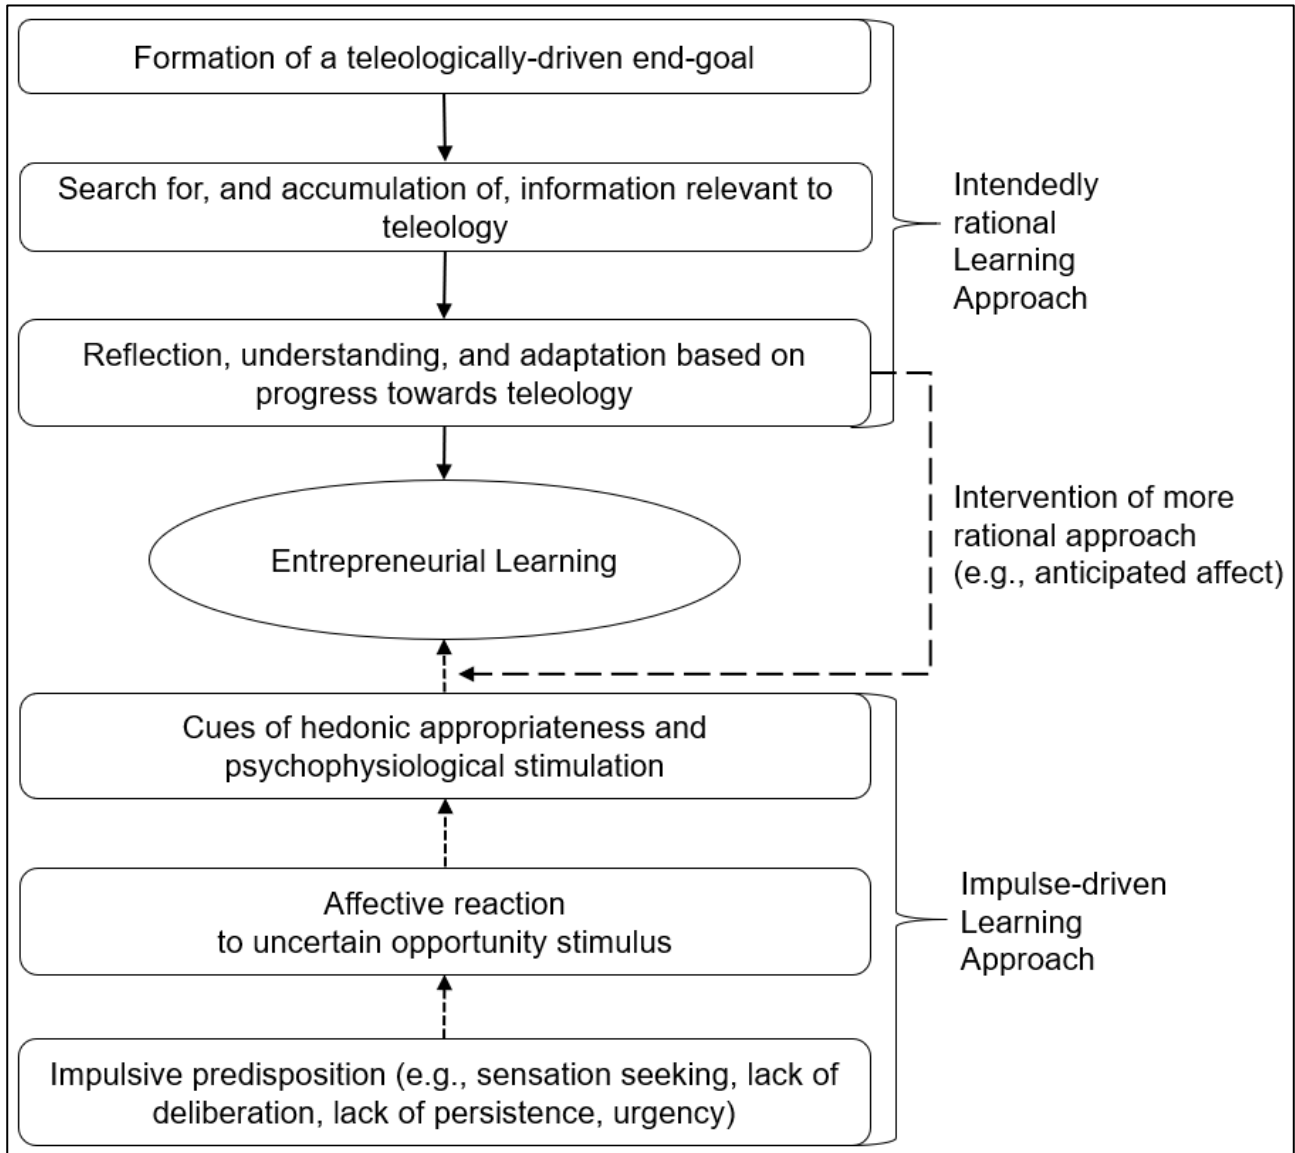 Formation of a teleologically-driven end-goal
Search for, and accumulation of, information relevant to
teleology
Intendedly
rational
Learning
Approach
Reflection, understanding, and adaptation based on
progress towards teleology
Intervention of more
rational approach
(e.g., anticipated affect)
Entrepreneurial Learning
Cues of hedonic appropriateness and
psychophysiological stimulation
Affective reaction
to uncertain opportunity stimulus
Impulse-driven
Learning
Approach
Impulsive predisposition (e.g., sensation seeking, lack of
deliberation, lack of persistence, urgency)